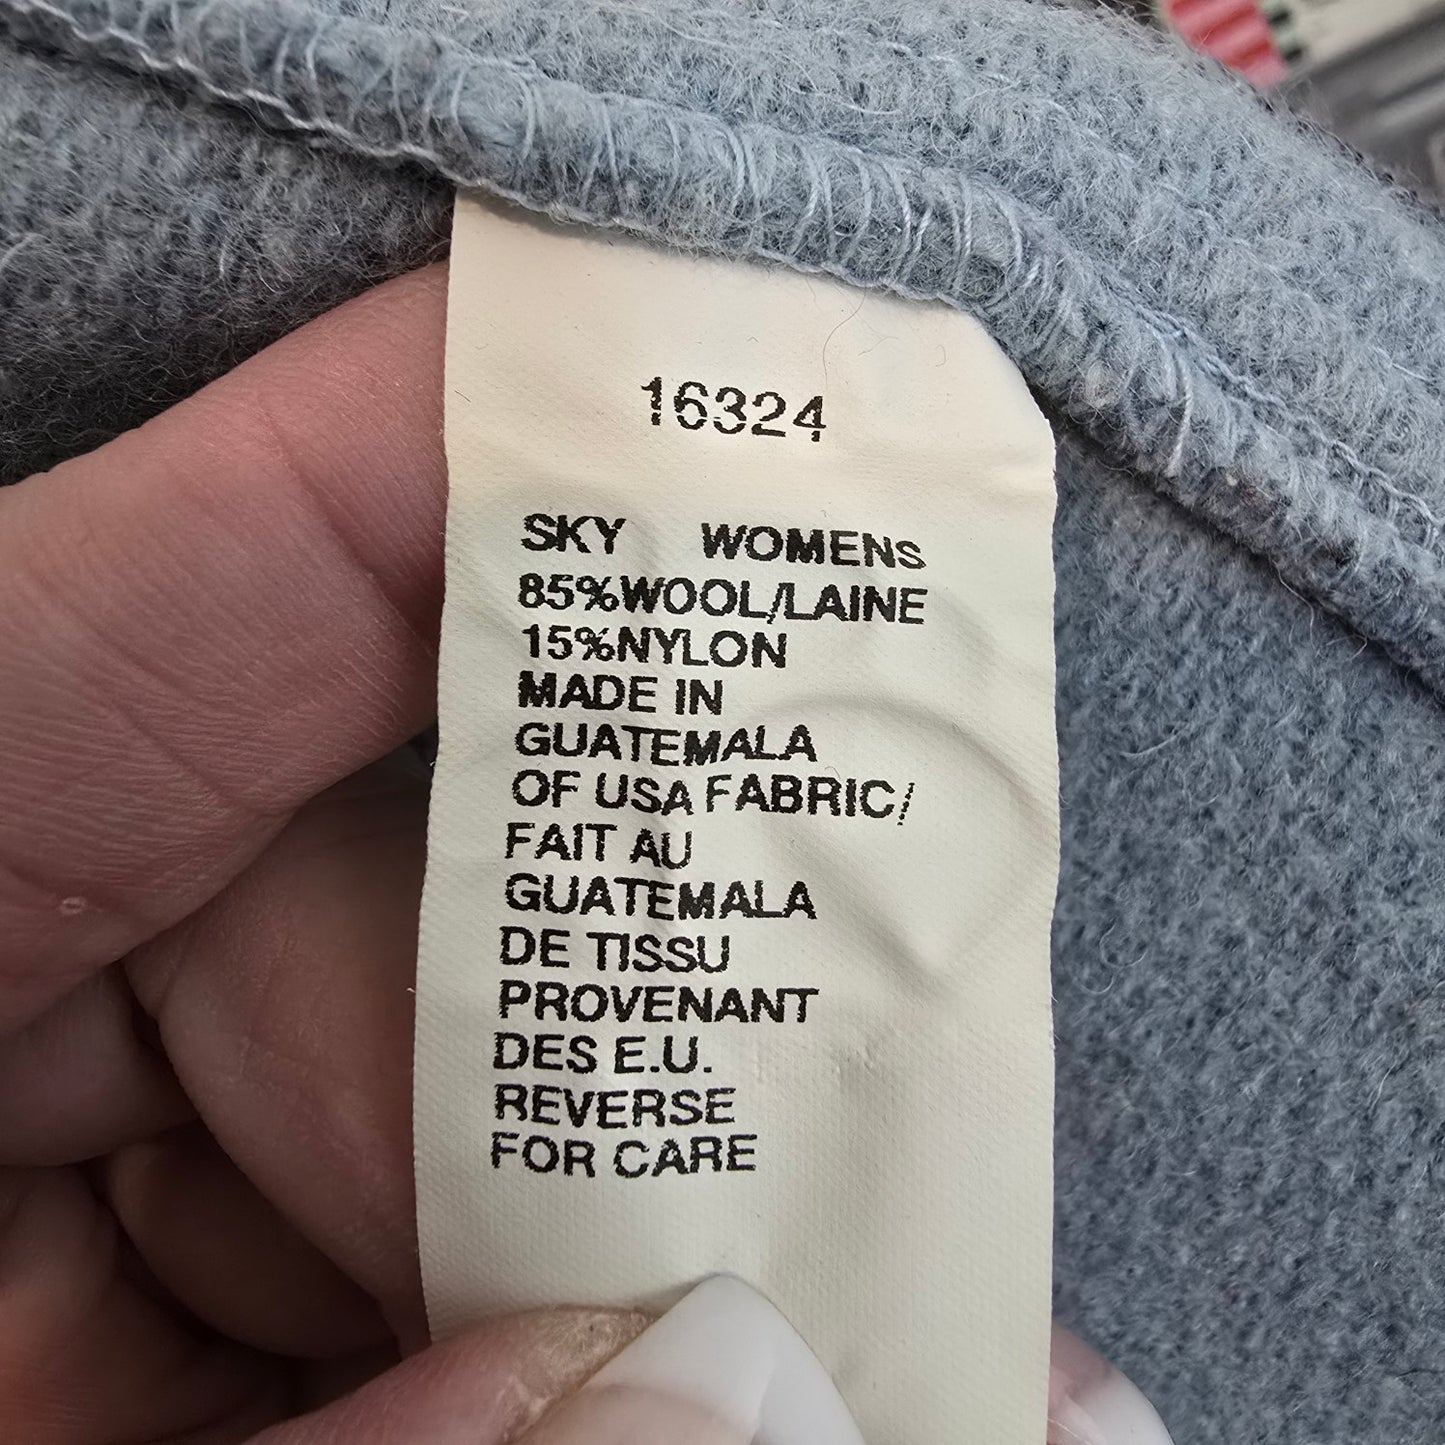 16324
SKY WOMENS
85%WOOL/LAINE
15%NYLON
MADE IN
GUATEMALA
OF USA FABRIC/
FAIT AU
GUATEMALA
DE TISSU
PROVENANT
DES E.U.
REVERSE
FOR CARE